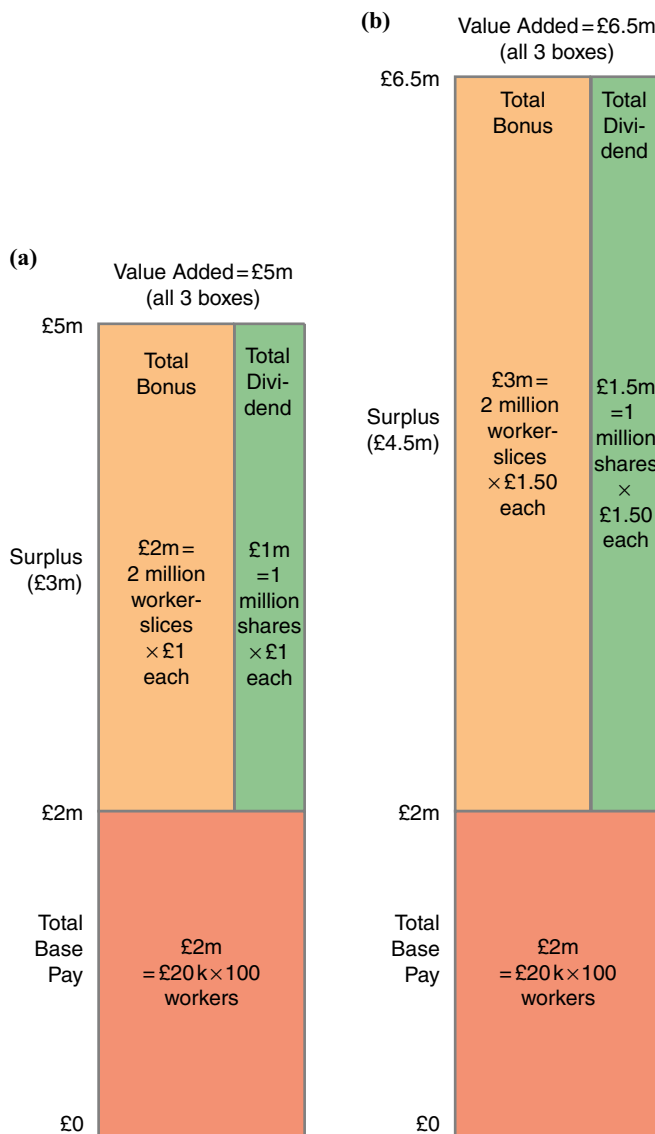 (a)
Value Added=£5m
(all 3 boxes)
£5m
Total
Bonus
Total
Divi-
dend
Surplus
(£3m)
£2m=
2 million
worker-
slices
×£1
each
£1m
=1
million
shares
×£1
each
£2m
Total
Base
Pay
£2m
=£20k×100
workers
£0
(b)
Value Added=£6.5m
(all 3 boxes)
£6.5m
Total
Bonus
Total
Divi-
dend
Surplus
(£4.5m)
£3m=
2 million
worker-
slices
×£1.50
each
£1.5m
=1
million
shares
×
£1.50
each
£2m
Total
Base
Pay
£2m
=£20k×100
workers
£0